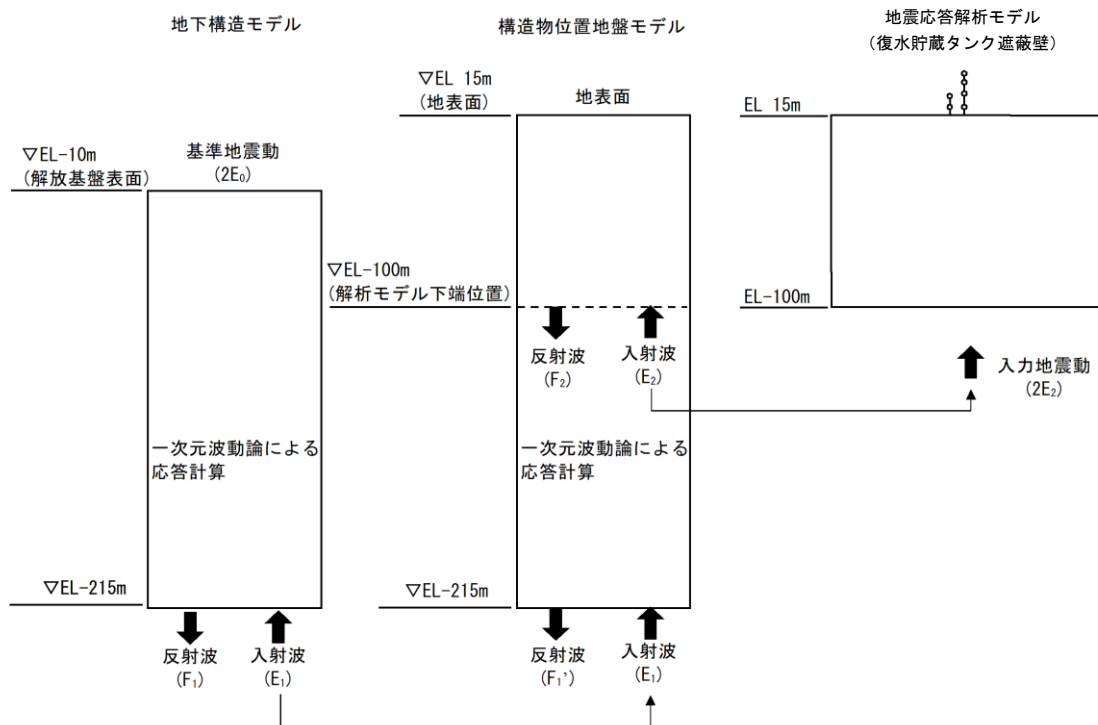 地下構造モデル
▽EL-10m
(解放基盤表面)
基準地震動
(2E₀)
一次元波動論による
応答計算
▽EL-215m
反射波
(F₁)
入射波
(E₁)
構造物位置地盤モデル
▽EL 15m
(地表面)
地表面
▽EL-100m
(解析モデル下端位置)
反射波
(F₂)
入射波
(E₂)
一次元波動論による
応答計算
▽EL-215m
反射波
(F₁')
入射波
(E₁)
地震応答解析モデル
(復水貯蔵タンク遮蔽壁)
EL 15m
EL-100m
入力地震動
(2E₂)